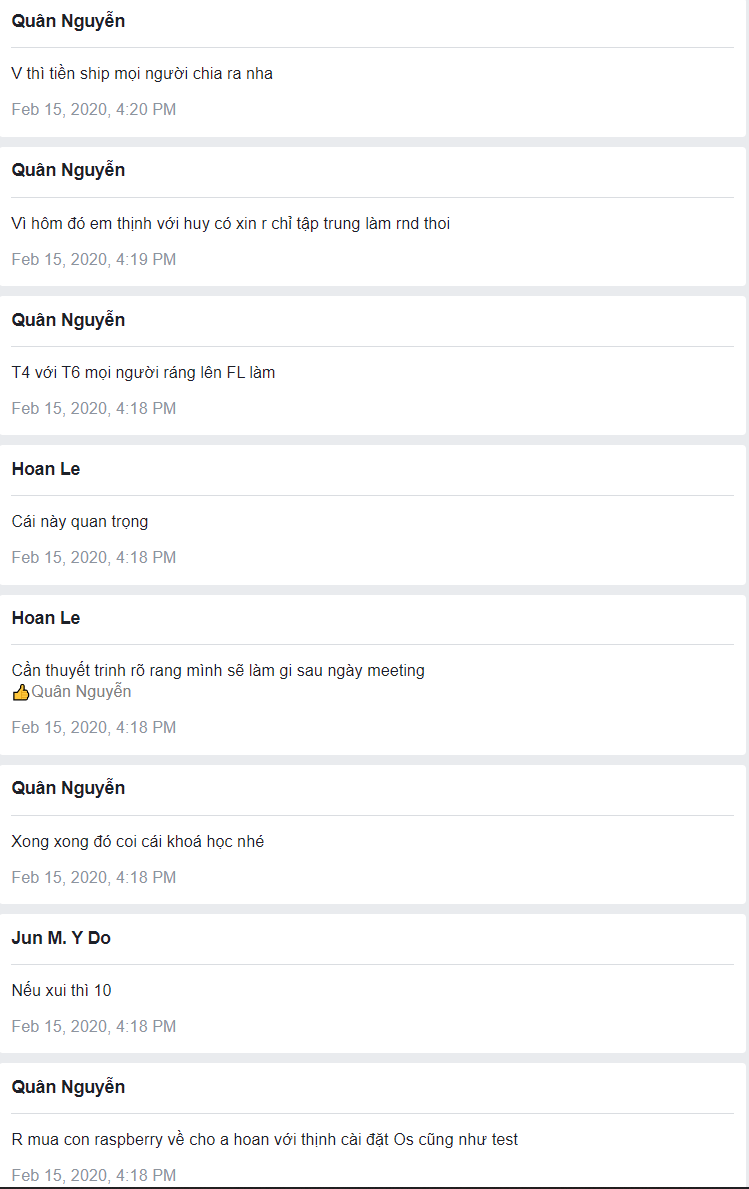 Quân Nguyễn
V thì tiền ship mọi người chia ra nha
Feb 15, 2020, 4:20 PM
Quân Nguyễn
Vì hôm đó em thịnh với huy có xin r chỉ tập trung làm rnd thoi
Feb 15, 2020, 4:19 PM
Quân Nguyễn
T4 với T6 mọi người ráng lên FL làm
Feb 15, 2020, 4:18 PM
Hoan Le
Cái này quan trọng
Feb 15, 2020, 4:18 PM
Hoan Le
Cần thuyết trinh rõ rang mình sẽ làm gi sau ngày meeting
👍Quân Nguyễn
Feb 15, 2020, 4:18 PM
Quân Nguyễn
Xong xong đó coi cái khoá học nhé
Feb 15, 2020, 4:18 PM
Jun M. Y Do
Nếu xui thì 10
Feb 15, 2020, 4:18 PM
Quân Nguyễn
R mua con raspberry về cho a hoan với thịnh cài đặt Os cũng như test
Feb 15, 2020, 4:18 PM